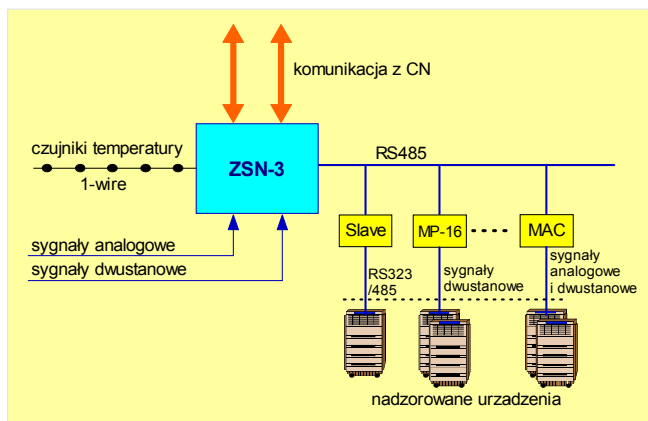 komunikacja z CN
czujniki temperatury
1-wire
ZSN-3
RS485
sygnały analogowe
sygnały dwustanowe
Slave
MP-16
MAC
RS323
/485
sygnały
dwustanowe
sygnały
analogowe
i dwustanowe
nadzorowane urzadzenia